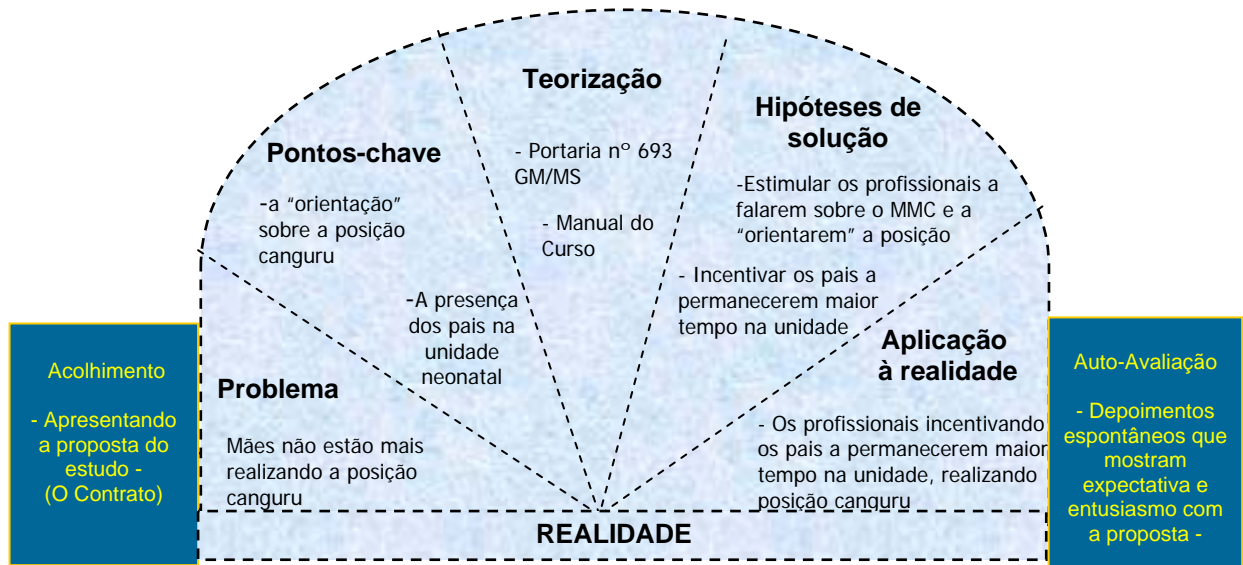 Acolhimento
- Apresentando
a proposta do
estudo -
(O Contrato)
Problema
Mães não estão mais
realizando a posição
canguru
Pontos-chave
-a “orientação”
sobre a posição
canguru
-A presença
dos pais na
unidade
neonatal
Teorização
- Portaria nº 693
GM/MS
- Manual do
Curso
Hipóteses de
solução
-Estimular os profissionais a
falarem sobre o MMC e a
“orientarem” a posição
- Incentivar os pais a
permanecerem maior
tempo na unidade
Aplicação
à realidade
- Os profissionais incentivando
os pais a permanecerem maior
tempo na unidade, realizando
posição canguru
REALIDADE
Auto-Avaliação
- Depoimentos
espontâneos que
mostram
expectativa e
entusiasmo com
a proposta -